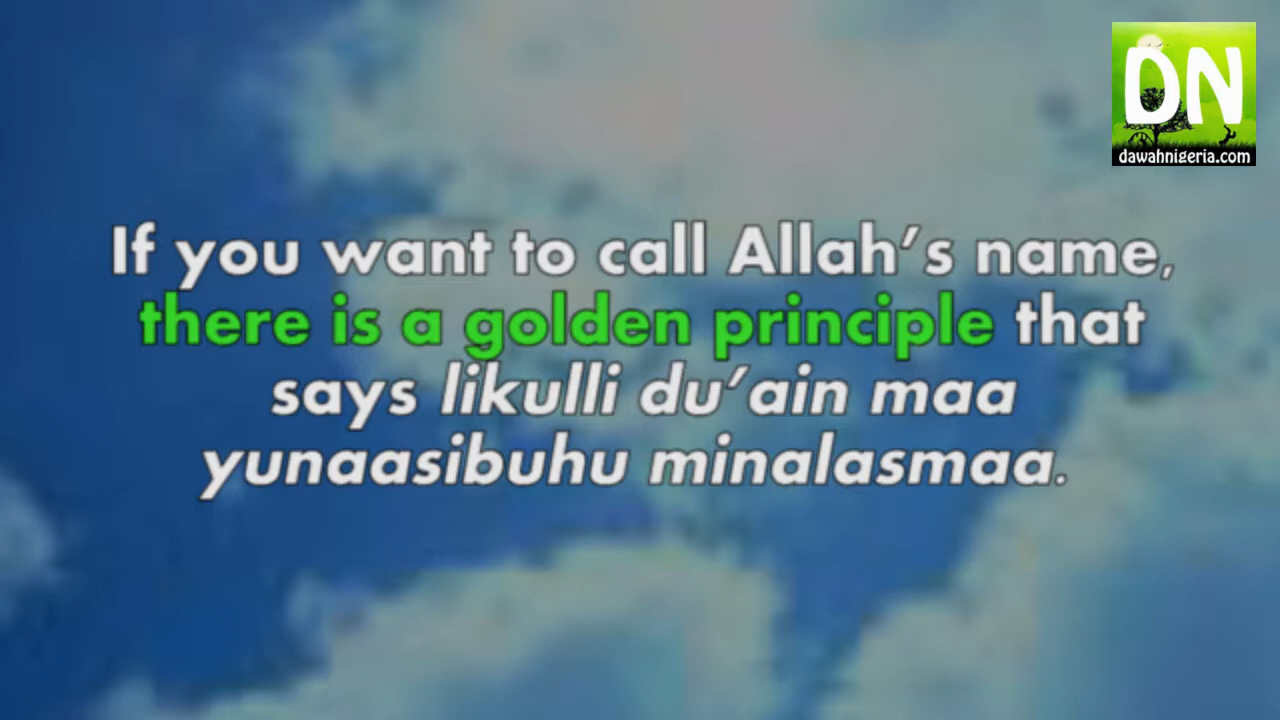 DN
dawahnigeria.com
If you want to call Allah’s name,
there is a golden principle that
says likulli du’ain maa
yunaasibuhu minalasmaa.